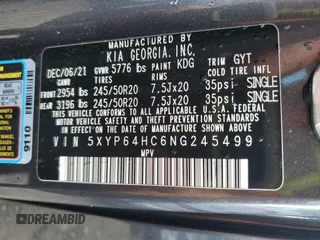 MANUFACTURED BY
KIA GEORGIA, INC.
DEC/06/21 GVWR 5776 lbs PAINT KDG TRIM GYT
GAWR TIRES RIMS COLD TIRE INFL
FRONT 2954 lbs 245/50R20 7.5Jx20 35psi SINGLE
REAR 3196 lbs 245/50R20 7.5Jx20 35psi SINGLE
THIS VEHICLE CONFORMS TO ALL APPLICABLE U.S.A. FEDERAL
MOTOR VEHICLE SAFETY AND THEFT PREVENTION STANDARDS
IN EFFECT ON THE DATE OF MANUFACTURE SHOWN ABOVE.
VIN 5XYP64HC6NG245499
MPV
9110
DREAMBID